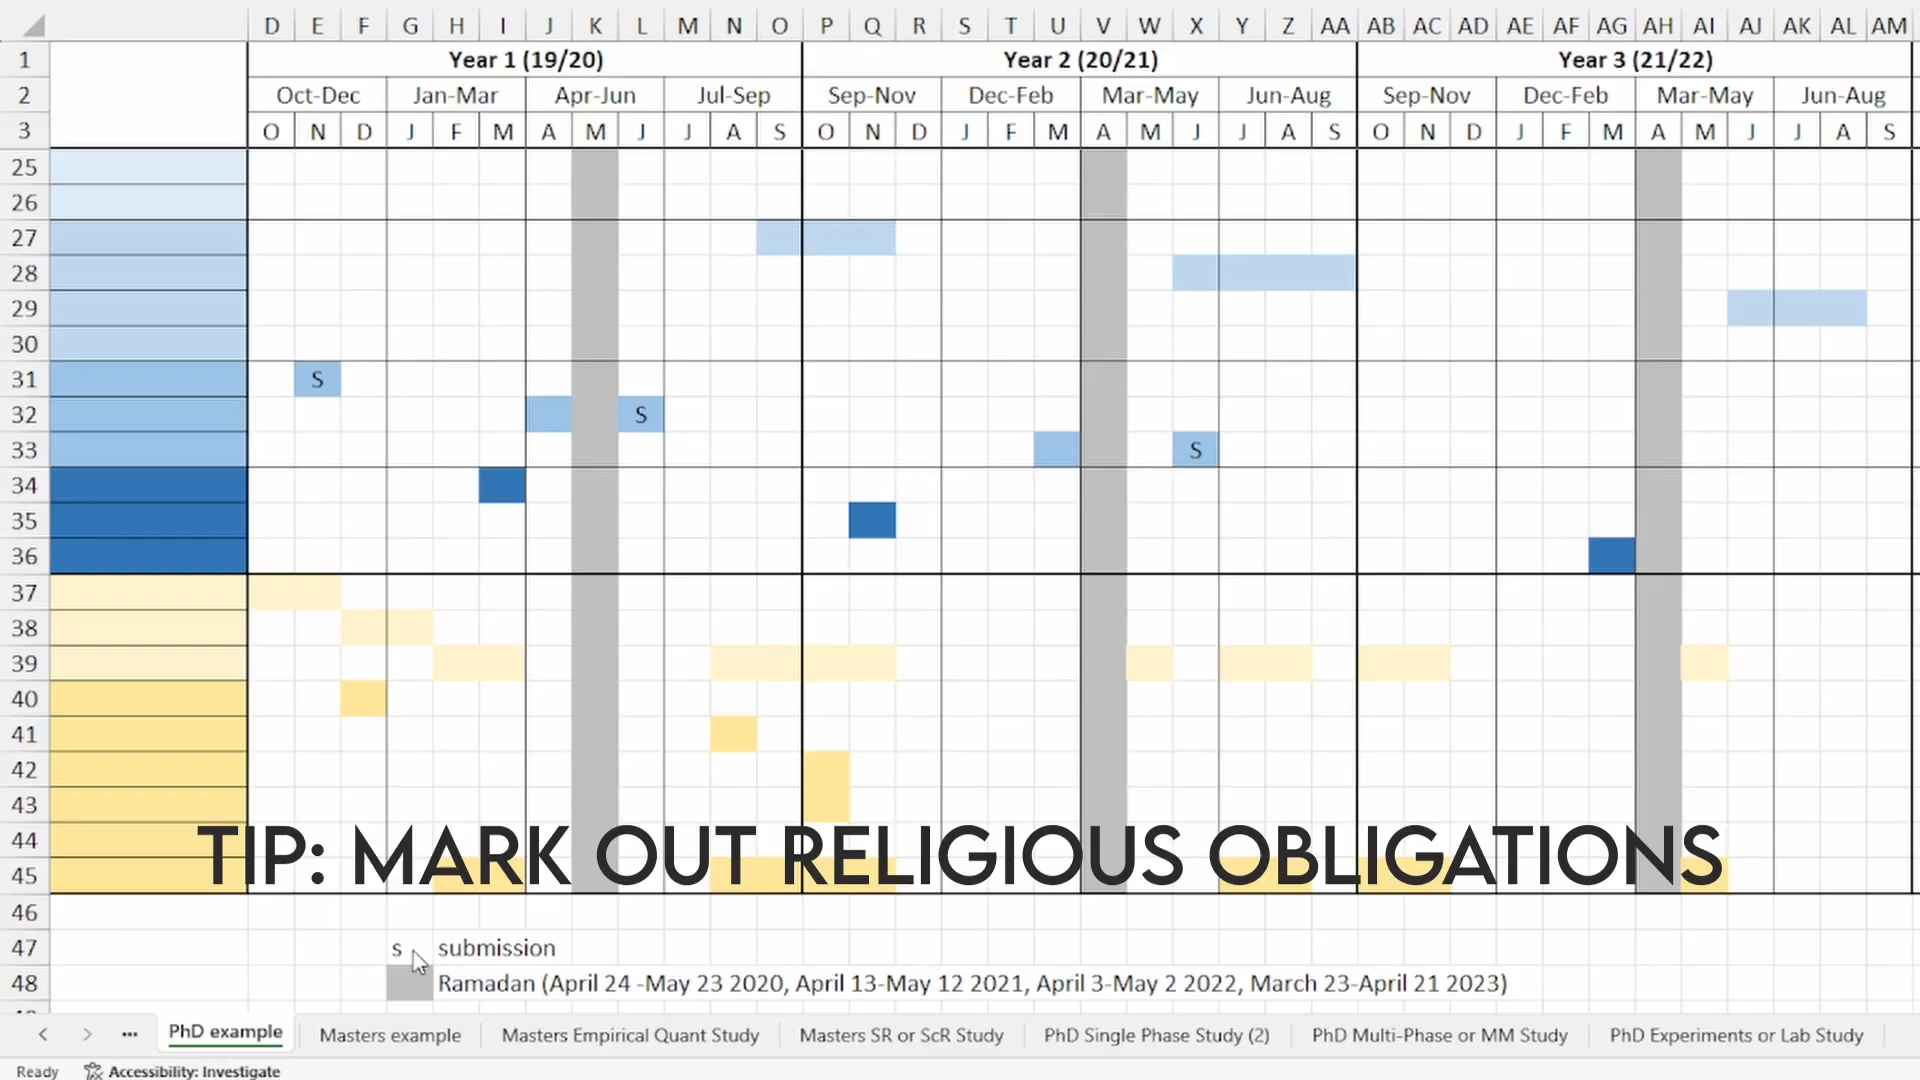 D E F G H I J K L M N O P Q R S T U V W X Y Z AA AB AC AD AE AF AG AH AI AJ AK AL AM
1 Year 1 (19/20) Year 2 (20/21) Year 3 (21/22)
2 Oct-Dec Jan-Mar Apr-Jun Jul-Sep Sep-Nov Dec-Feb Mar-May Jun-Aug Sep-Nov Dec-Feb Mar-May Jun-Aug
3 O N D J F M A M J J A S O N D J F M A M J J A S O N D J F M A M J J A S
25
26
27
28
29
30
31 S
32 S
33 S
34
35
36
37
38
39
40
41
42
43
44
TIP: MARK OUT RELIGIOUS OBLIGATIONS
45
46
47 s submission
48 Ramadan (April 24 -May 23 2020, April 13-May 12 2021, April 3-May 2 2022, March 23-April 21 2023)
... PhD example Masters example Masters Empirical Quant Study Masters SR or ScR Study PhD Single Phase Study (2) PhD Multi-Phase or MM Study PhD Experiments or Lab Study
Ready Accessibility: Investigate